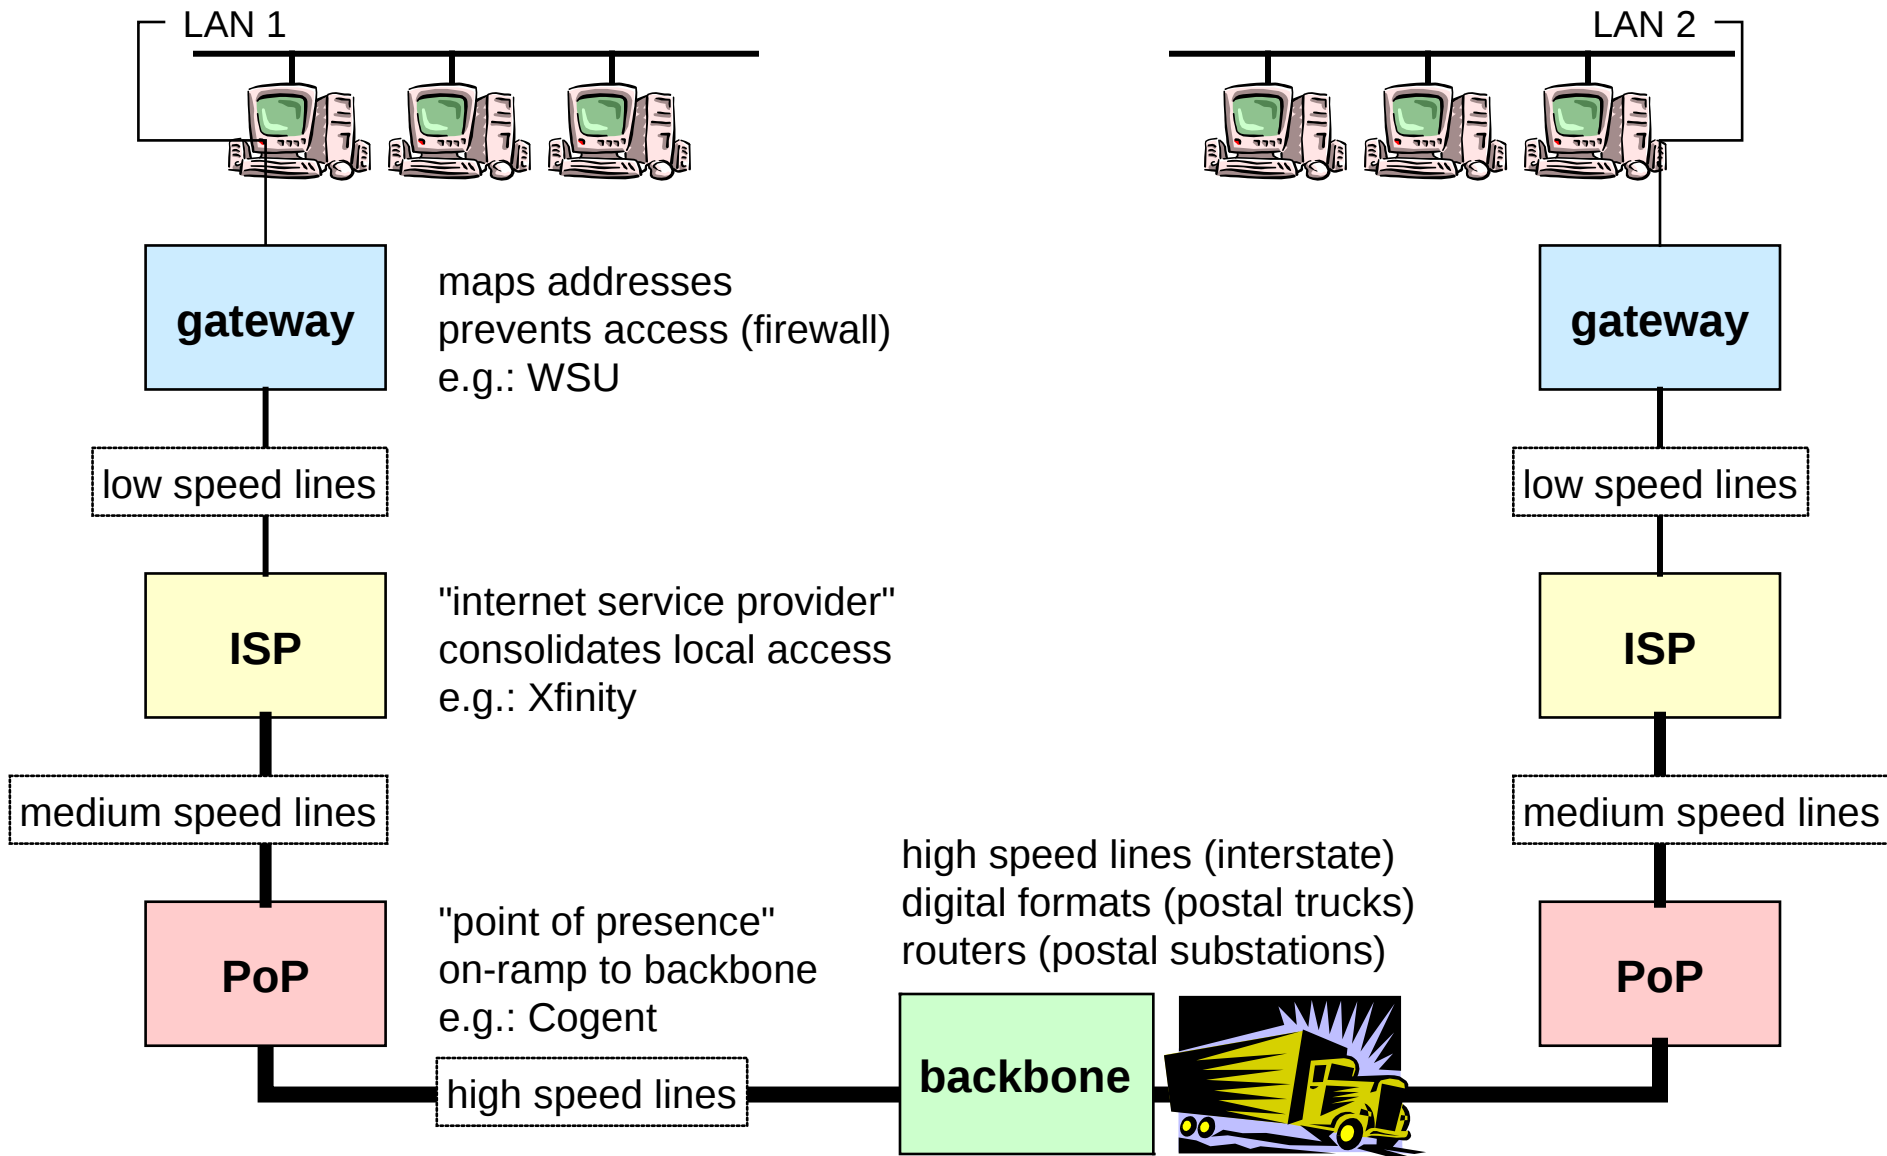 LAN 1
LAN 2
gateway
maps addresses
prevents access (firewall)
e.g.: WSU
gateway
low speed lines
low speed lines
ISP
"internet service provider"
consolidates local access
e.g.: Xfinity
ISP
medium speed lines
medium speed lines
PoP
"point of presence"
on-ramp to backbone
e.g.: Cogent
high speed lines (interstate)
digital formats (postal trucks)
routers (postal substations)
PoP
high speed lines
backbone